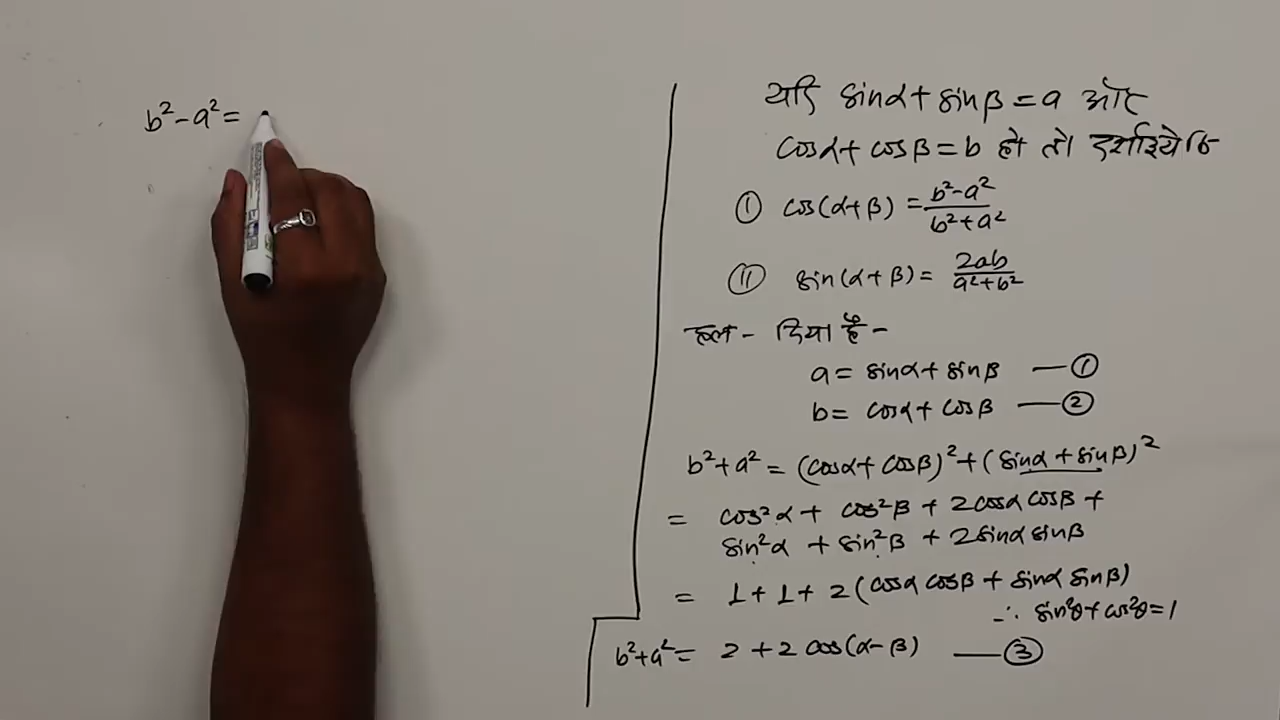 b²-a² =
यदि sinα + sinβ = a और
cosα + cosβ = b हो तो दर्शाइये कि
① cos(α+β) = b²-a² / b²+a²
② sin(α+β) = 2ab / a²+b²
हल - दिया है -
a = sinα + sinβ —①
b = cosα + cosβ —②
b²+a² = (cosα + cosβ)² + (sinα + sinβ)²
= cos²α + cos²β + 2cosα cosβ +
sin²α + sin²β + 2sinα sinβ
= 1 + 1 + 2(cosα cosβ + sinα sinβ)
∴ sin²θ + cos²θ = 1
b²+a² = 2 + 2 cos(α-β) —③